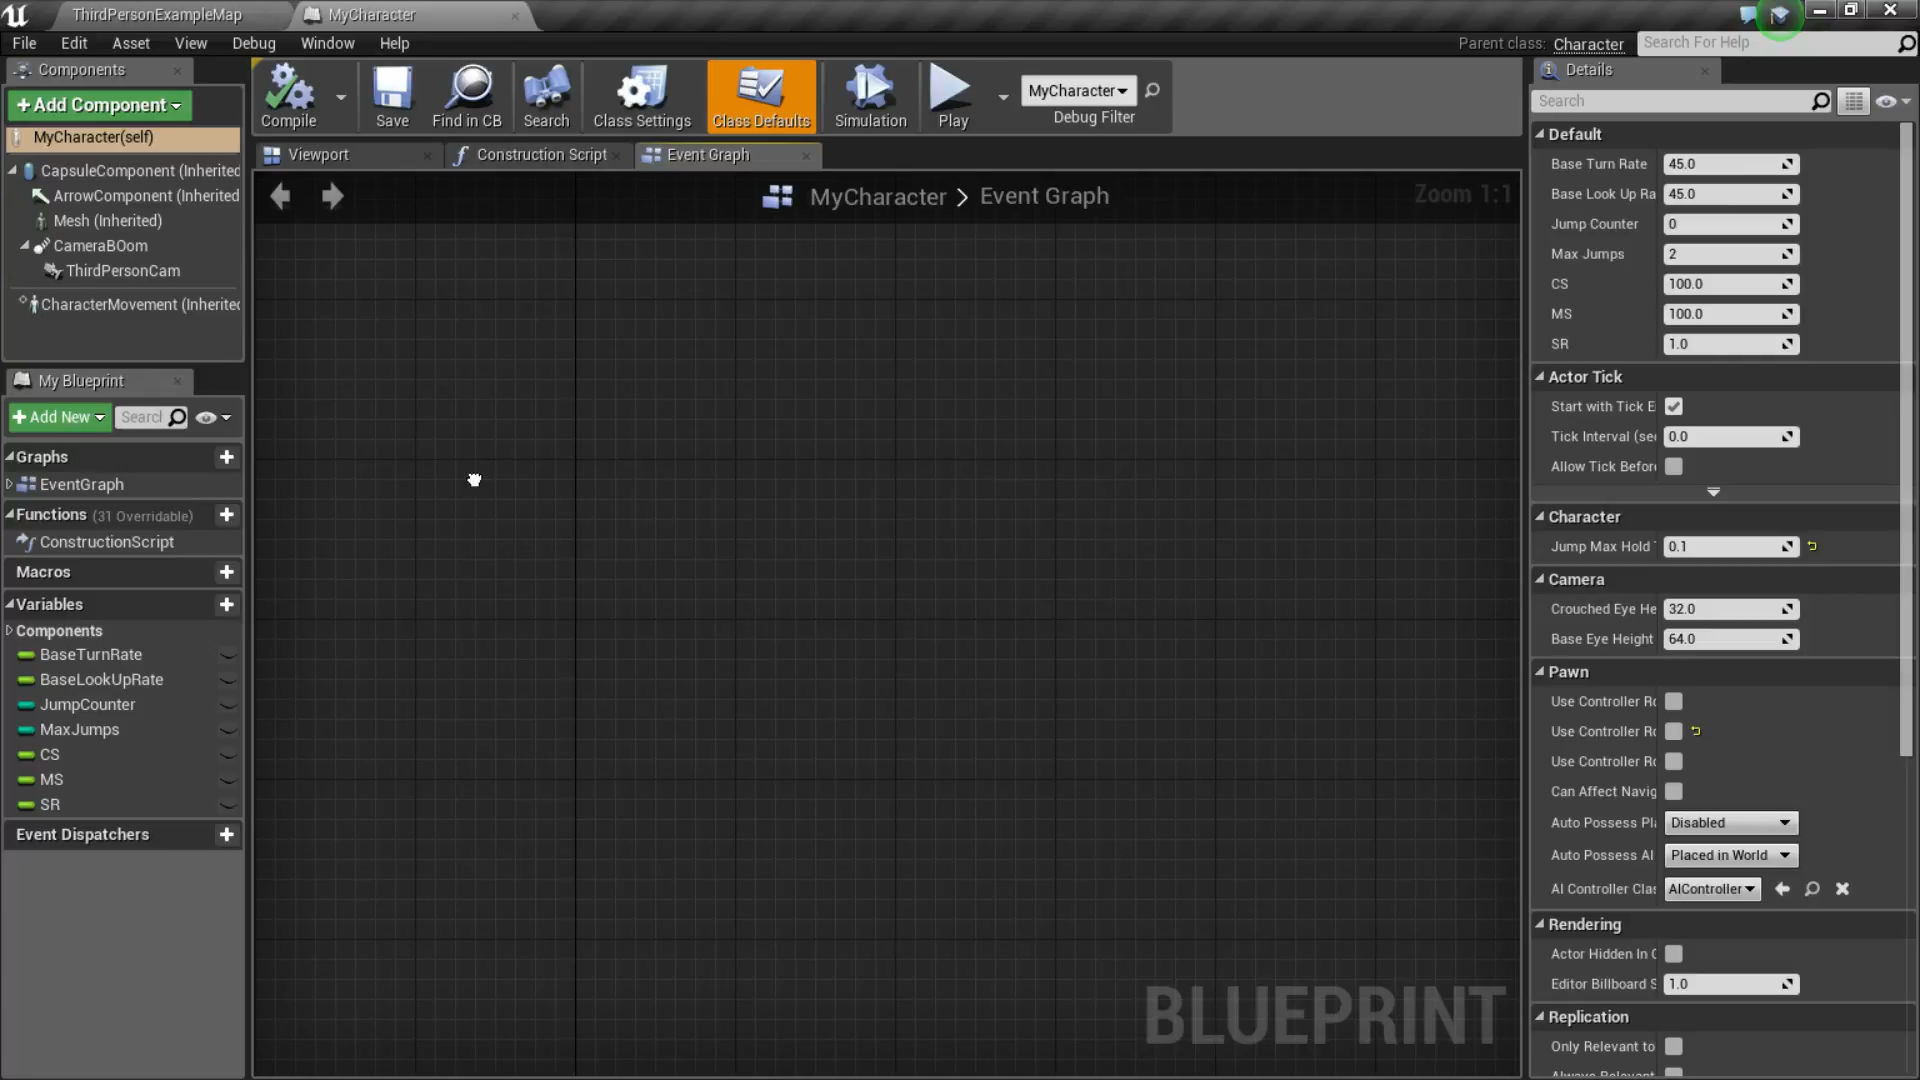 ThirdPersonExampleMap
MyCharacter
File Edit Asset View Debug Window Help
Parent class: Character
Search For Help
Components
Add Component
MyCharacter(self)
CapsuleComponent (Inherited
ArrowComponent (Inherited
Mesh (Inherited)
CameraBOom
ThirdPersonCam
CharacterMovement (Inherited
My Blueprint
Add New
Search
Graphs
EventGraph
Functions (31 Overridable)
ConstructionScript
Macros
Variables
Components
BaseTurnRate
BaseLookUpRate
JumpCounter
MaxJumps
CS
MS
SR
Event Dispatchers
Compile
Save
Find in CB
Search
Class Settings
Class Defaults
Simulation
Play
MyCharacter
Debug Filter
Viewport
Construction Script
Event Graph
MyCharacter > Event Graph
Zoom 1:1
BLUEPRINT
Details
Search
Default
Base Turn Rate 45.0
Base Look Up Ra 45.0
Jump Counter 0
Max Jumps 2
CS 100.0
MS 100.0
SR 1.0
Actor Tick
Start with Tick E
Tick Interval (sec 0.0
Allow Tick Before
Character
Jump Max Hold 0.1
Camera
Crouched Eye He 32.0
Base Eye Height 64.0
Pawn
Use Controller Ro
Use Controller Ro
Use Controller Ro
Can Affect Navig
Auto Possess Pla Disabled
Auto Possess AI Placed in World
AI Controller Clas AIController
Rendering
Actor Hidden In G
Editor Billboard S 1.0
Replication
Only Relevant to
Always Relevant